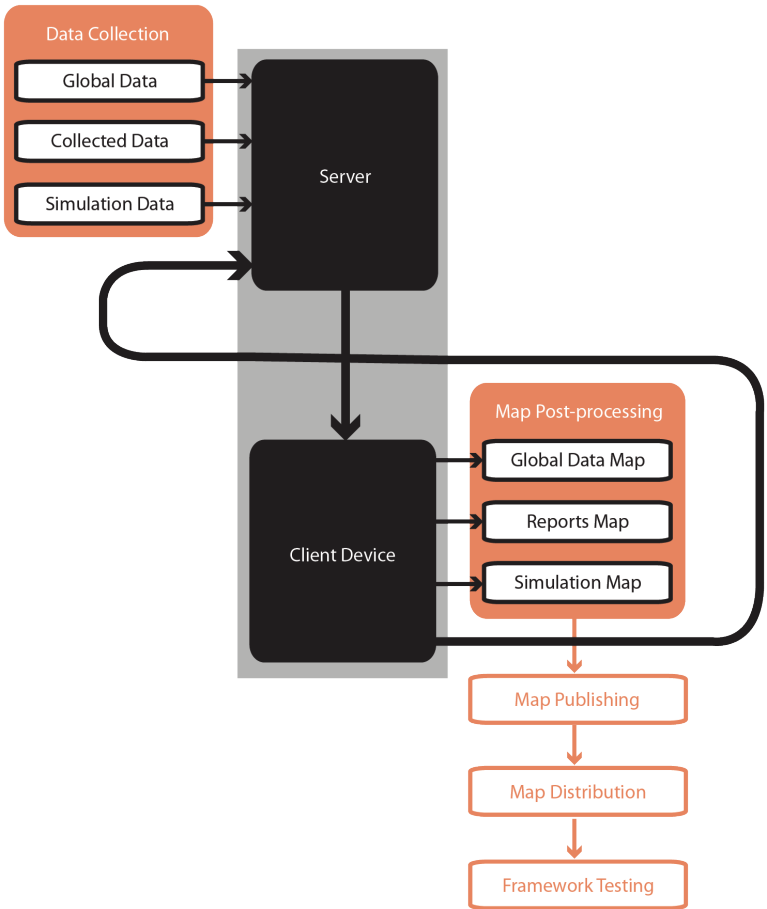 Data Collection
Global Data
Collected Data
Simulation Data
Server
Map Post-processing
Global Data Map
Reports Map
Simulation Map
Client Device
Map Publishing
Map Distribution
Framework Testing